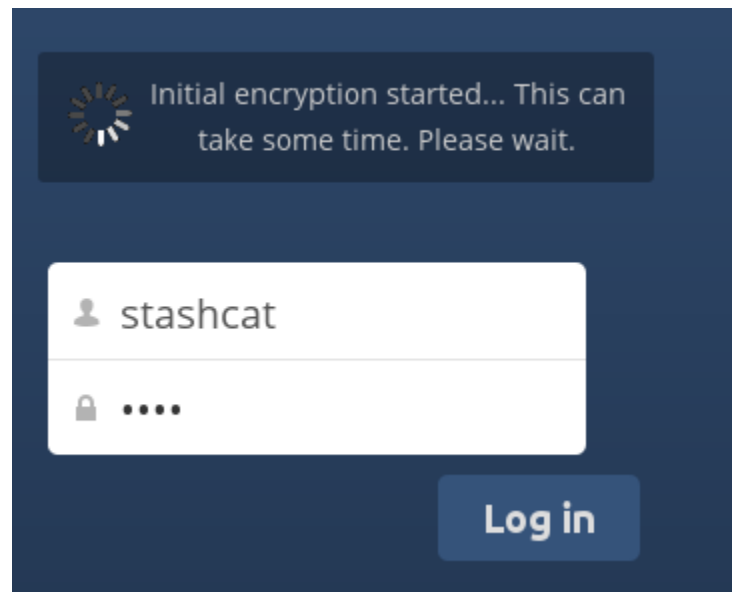 Initial encryption started... This can
take some time. Please wait.
stashcat
••••
Log in